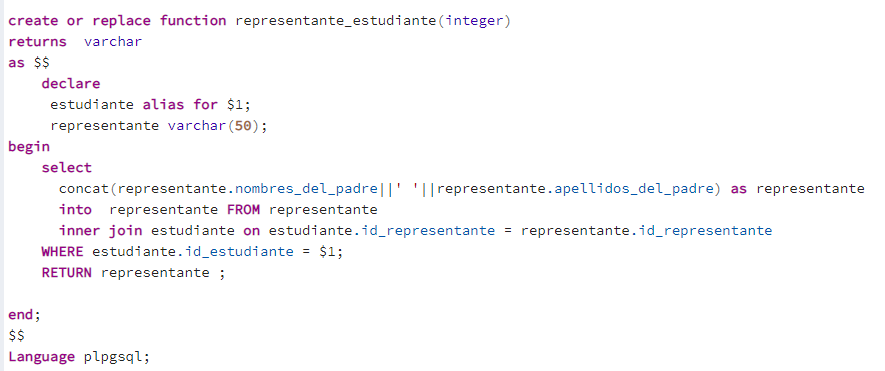 create or replace function representante_estudiante(integer)
returns  varchar
as $$
    declare
     estudiante alias for $1;
     representante varchar(50);
begin
    select
      concat(representante.nombres_del_padre||' '||representante.apellidos_del_padre) as representante
      into  representante FROM representante
      inner join estudiante on estudiante.id_representante = representante.id_representante
    WHERE estudiante.id_estudiante = $1;
    RETURN representante ;

end;
$$
Language plpgsql;